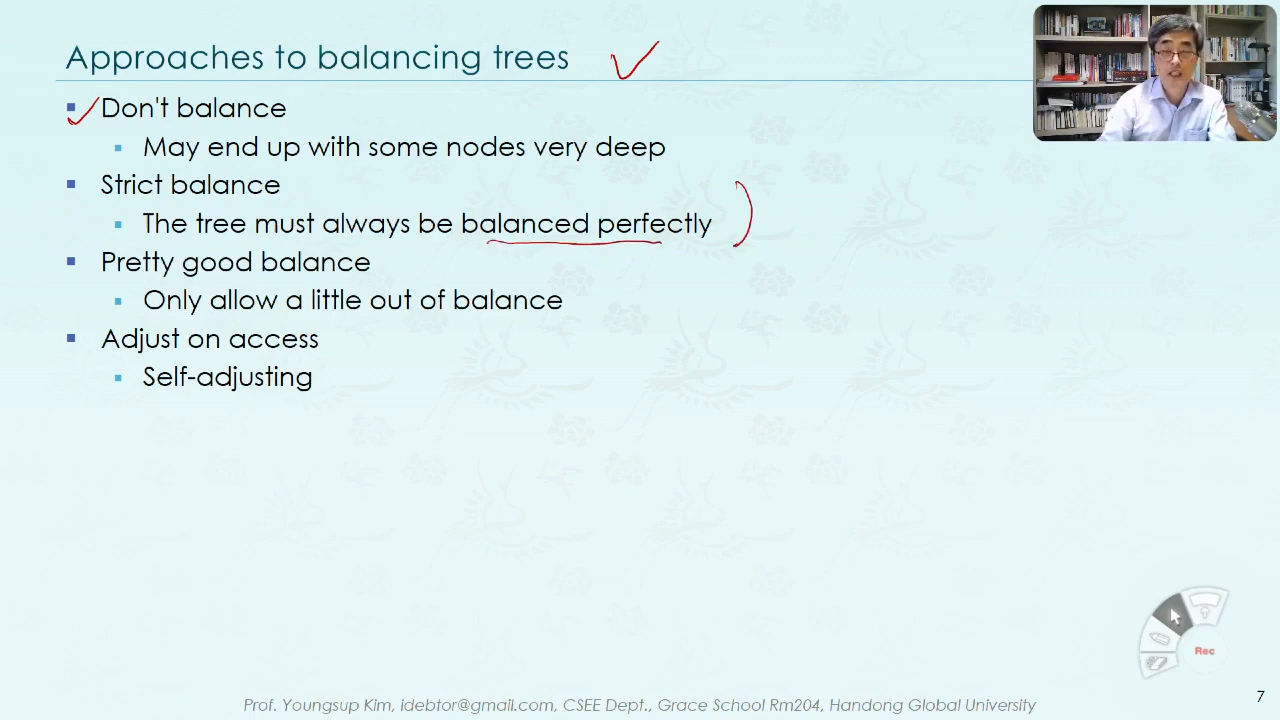 Approaches to balancing trees
Don't balance
May end up with some nodes very deep
Strict balance
The tree must always be balanced perfectly
Pretty good balance
Only allow a little out of balance
Adjust on access
Self-adjusting
Rec
Prof. Youngsup Kim, idebtor@gmail.com, CSEE Dept., Grace School Rm204, Handong Global University
7